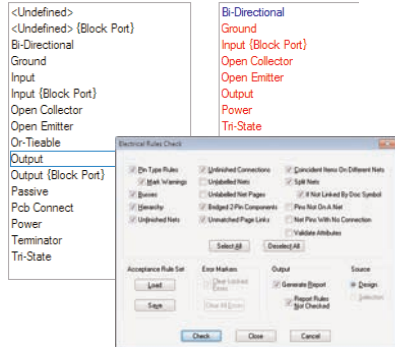 <Undefined>
<Undefined> {Block Port}
Bi-Directional
Ground
Input
Input {Block Port}
Open Collector
Open Emitter
Or-Tieable
Output
Output {Block Port}
Passive
Pcb Connect
Power
Terminator
Tri-State
Bi-Directional
Ground
Input {Block Port}
Open Collector
Open Emitter
Output
Power
Tri-State
Electrical Rules Check
Pin Type Rules
Mark Warnings
Busses
Hierarchy
Unfinished Nets
Unfinished Connections
Unlabelled Nets
Unlabelled Net Pages
Bridged 2-Pin Components
Unmatched Page Links
Coincident Items On Different Nets
Split Nets
If Not Linked By Doc Symbol
Pins Not On A Net
Net Pins With No Connection
Validate Attributes
Select All
Deselect All
Acceptance Rule Set
Load
Save
Error Markers
Clear Locked
Errors
Clear All Errors
Output
Generate Report
Report Rules
Not Checked
Source
Design
Selection
Check
Close
Cancel